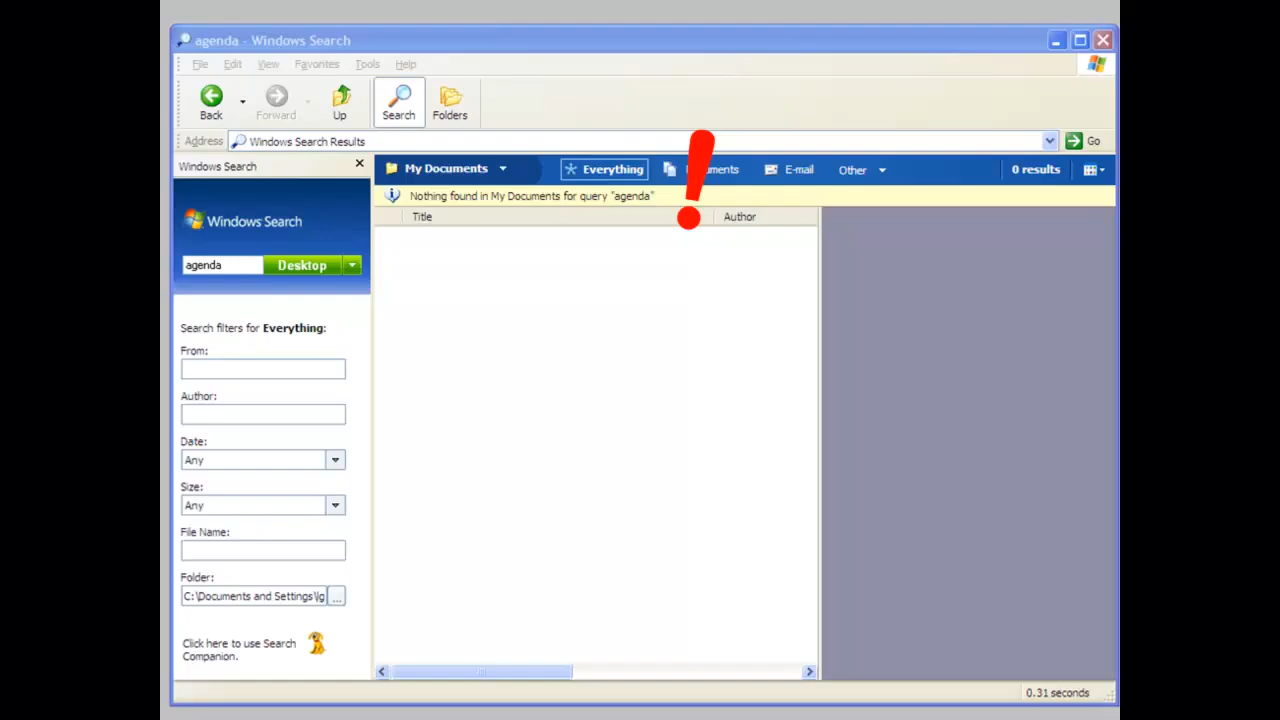 agenda - Windows Search
File Edit View Favorites Tools Help
Back Forward Up Search Folders
Address Windows Search Results Go
Windows Search
My Documents Everything E-mail Other 0 results
Nothing found in My Documents for query "agenda"
Title Author
Windows Search
agenda Desktop
Search filters for Everything:
From:
Author:
Date:
Any
Size:
Any
File Name:
Folder:
C:\Documents and Settings\lg ...
Click here to use Search
Companion.
0.31 seconds